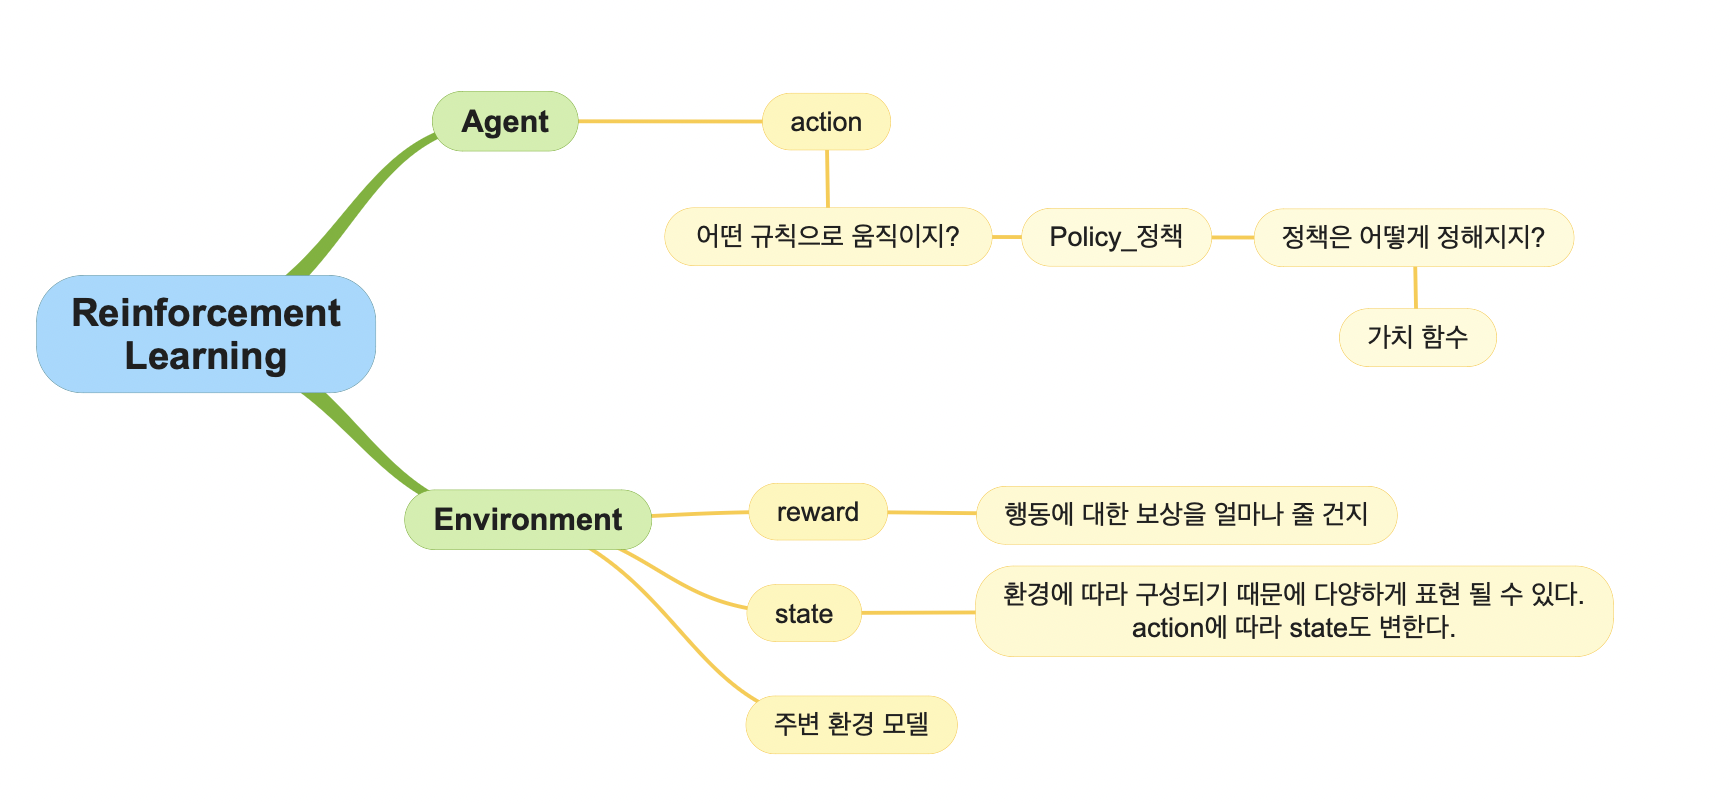 Reinforcement
Learning
Agent
action
어떤 규칙으로 움직이지?
Policy_정책
정책은 어떻게 정해지지?
가치 함수
Environment
reward
행동에 대한 보상을 얼마나 줄 건지
state
환경에 따라 구성되기 때문에 다양하게 표현 될 수 있다.
action에 따라 state도 변한다.
주변 환경 모델